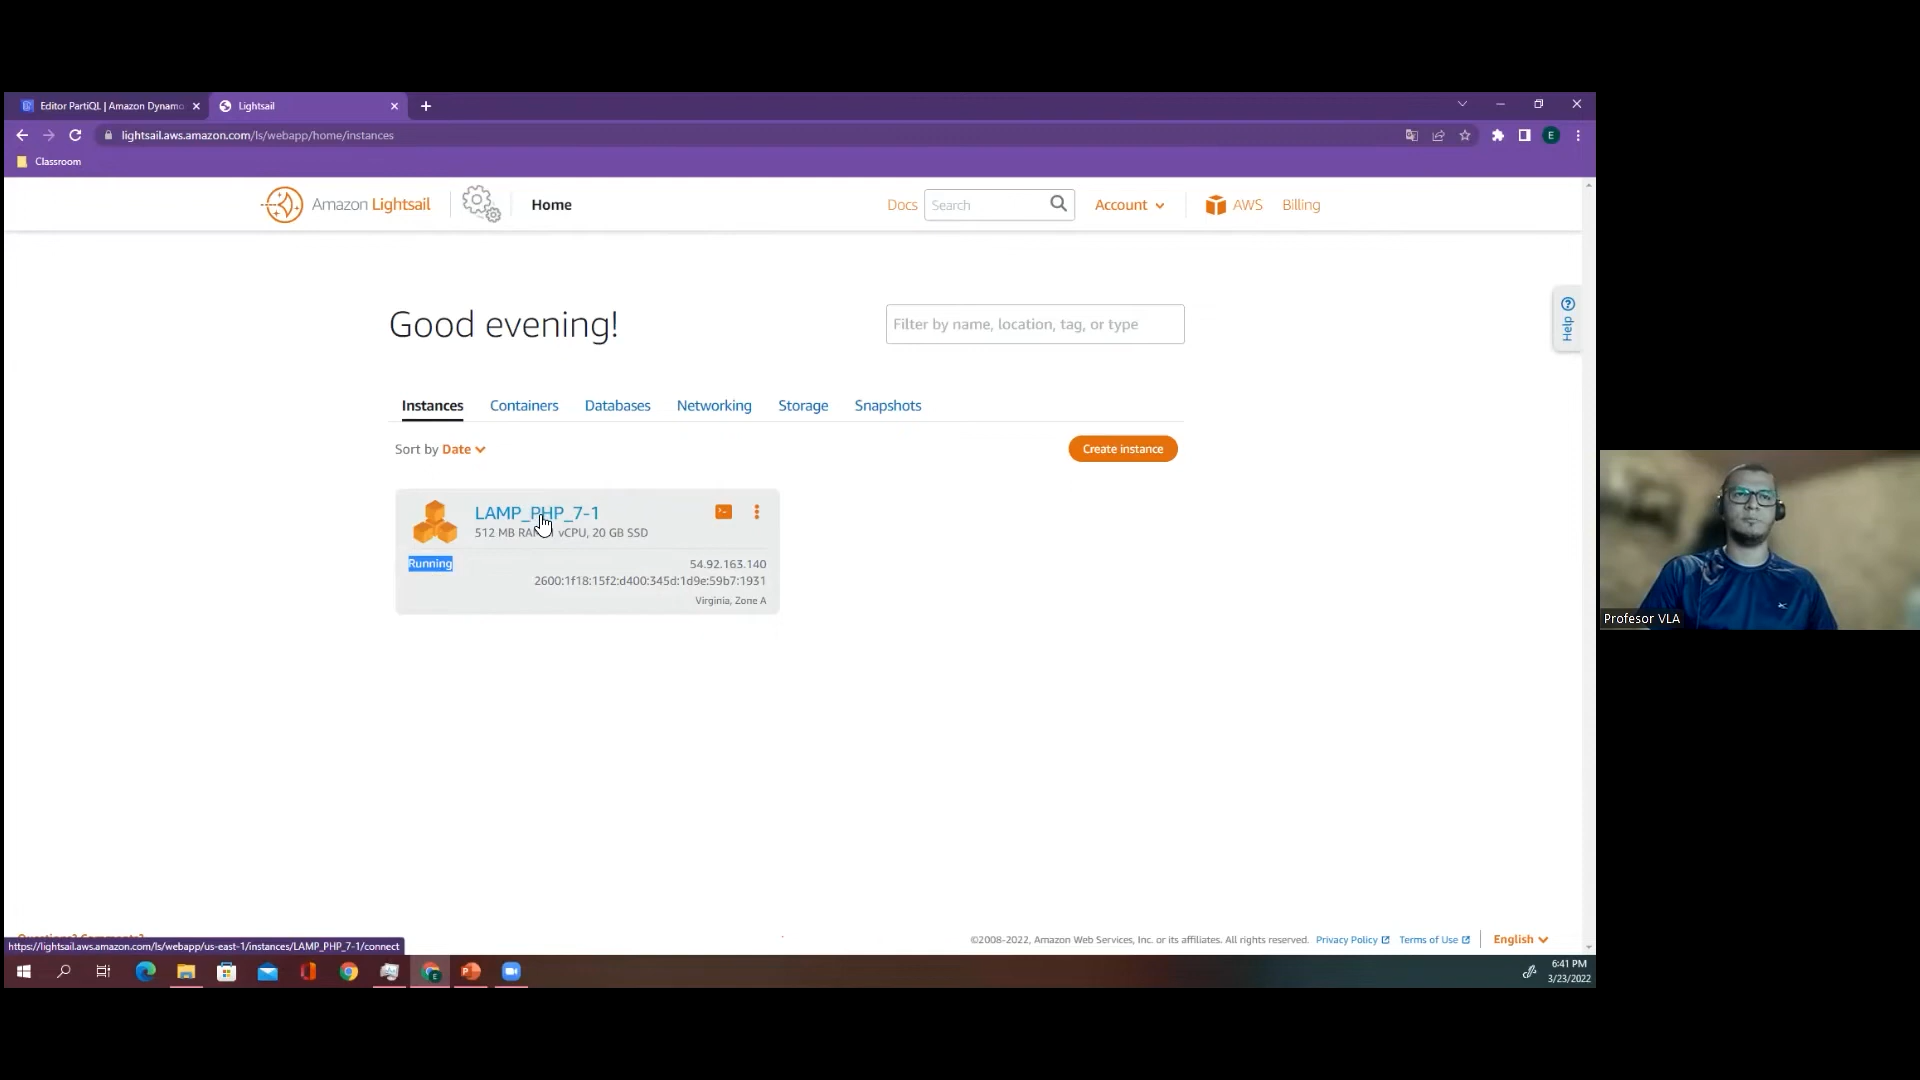 Editor PartiQL | Amazon Dynamo
Lightsail
lightsail.aws.amazon.com/ls/webapp/home/instances
E
Classroom
Amazon Lightsail
Home
Docs
Search
Account
AWS
Billing
Good evening!
Filter by name, location, tag, or type
Help
Instances
Containers
Databases
Networking
Storage
Snapshots
Sort by Date
Create instance
LAMP_PHP_7-1
512 MB RAM, 1 vCPU, 20 GB SSD
Running
54.92.163.140
2600:1f18:15f2:d400:345d:1d9e:59b7:1931
Virginia, Zone A
Profesor VLA
©2008-2022, Amazon Web Services, Inc. or its affiliates. All rights reserved.
Privacy Policy
Terms of Use
English
https://lightsail.aws.amazon.com/ls/webapp/us-east-1/instances/LAMP_PHP_7-1/connect
6:41 PM
3/23/2022